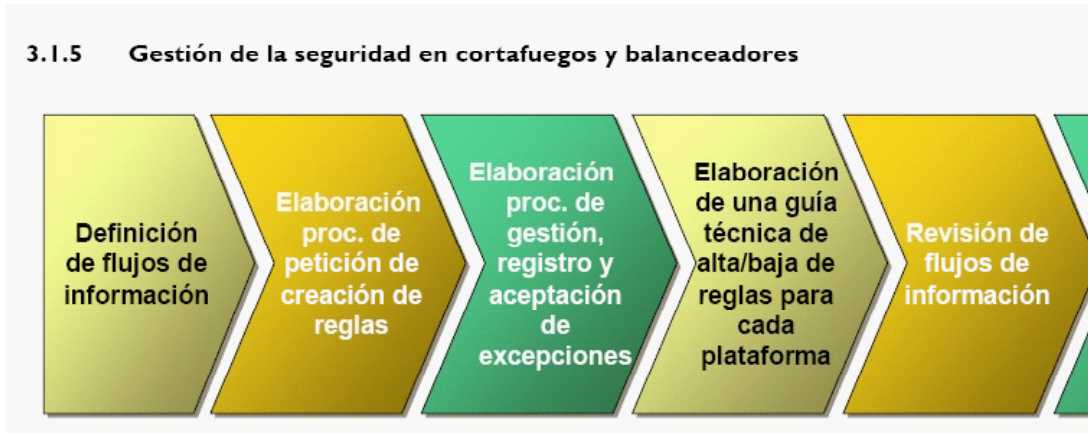 3.1.5 Gestión de la seguridad en cortafuegos y balanceadores
Definición
de flujos de
información
Elaboración
proc. de
petición de
creación de
reglas
Elaboración
proc. de
gestión,
registro y
aceptación
de
excepciones
Elaboración
de una guía
técnica de
alta/baja de
reglas para
cada
plataforma
Revisión de
flujos de
información